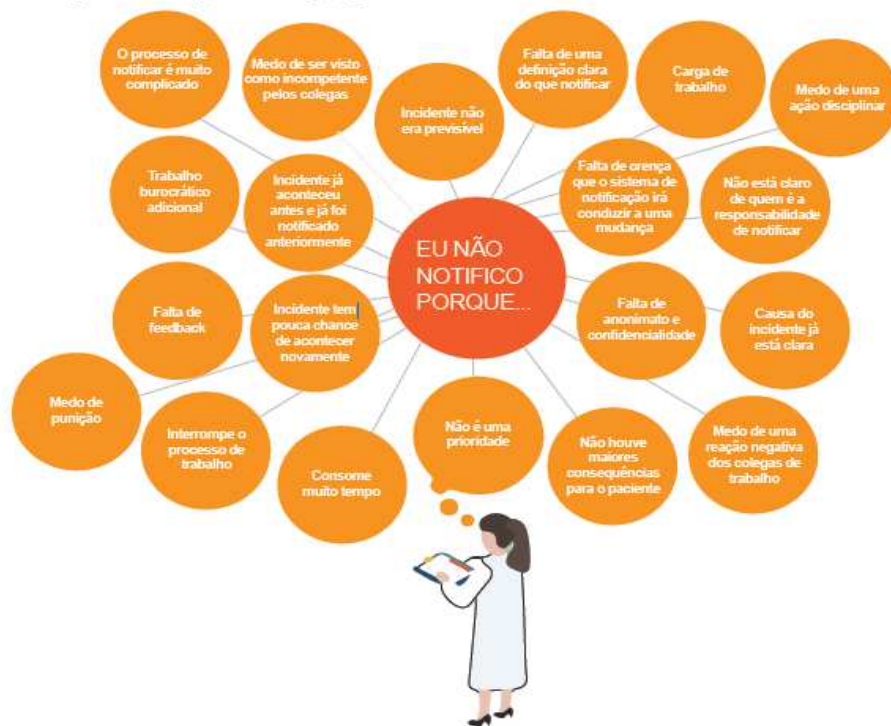 O processo de
notificar é muito
complicado
Medo de ser visto
como incompetente
pelos colegas
Incidente não
era previsível
Falta de uma
definição clara
do que notificar
Carga de
trabalho
Medo de uma
ação disciplinar
Trabalho
burocrático
adicional
Incidente já
aconteceu
antes e já foi
notificado
anteriormente
Falta de crença
que o sistema de
notificação irá
conduzir a uma
mudança
Não está claro
de quem é a
responsabilidade
de notificar
EU NÃO
NOTIFICO
PORQUE...
Falta de
feedback
Incidente tem
pouca chance
de acontecer
novamente
Falta de
anonimato e
confidencialidade
Causa do
incidente já
está clara
Medo de
punição
Interrompe o
processo de
trabalho
Consome
muito tempo
Não é uma
prioridade
Não houve
maiores
consequências
para o paciente
Medo de uma
reação negativa
dos colegas de
trabalho